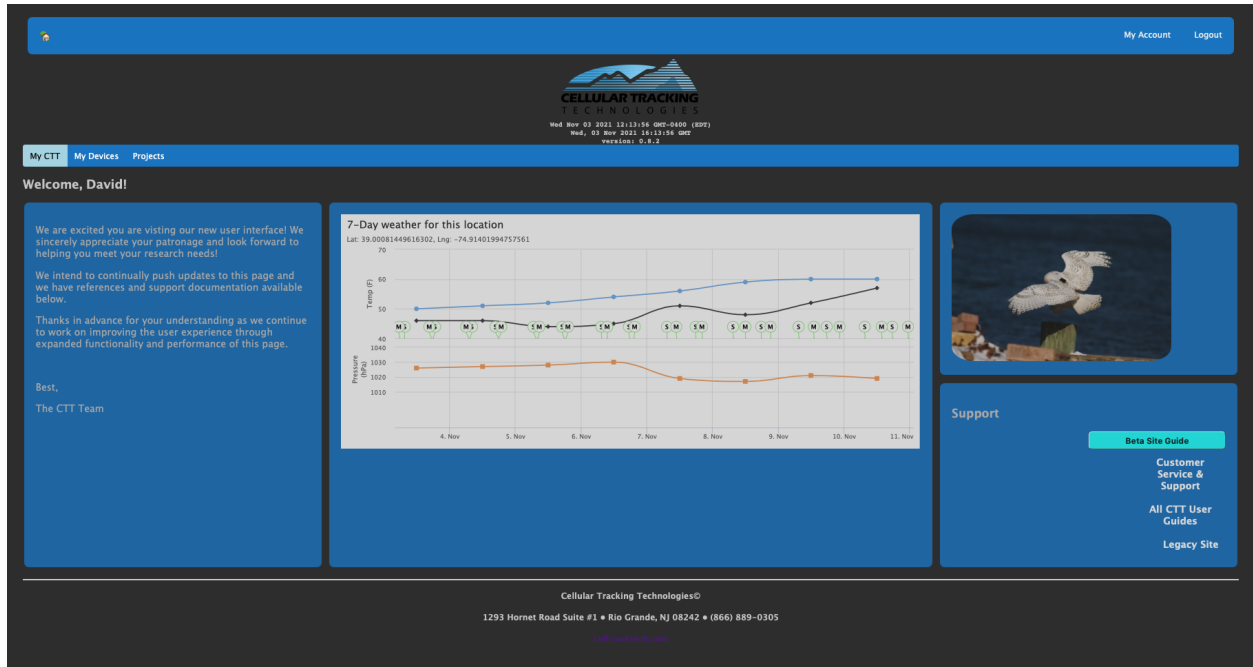 My Account Logout
CELLULAR TRACKING
TECHNOLOGIES
Wed Nov 03 2021 12:13:56 GMT-0400 (EDT)
Wed, 03 Nov 2021 16:13:56 GMT
version: 0.8.2
My CTT My Devices Projects
Welcome, David!
We are excited you are visting our new user interface! We
sincerely appreciate your patronage and look forward to
helping you meet your research needs!
We intend to continually push updates to this page and
we have references and support documentation available
below.
Thanks in advance for your understanding as we continue
to work on improving the user experience through
expanded functionality and performance of this page.
Best,
The CTT Team
7-Day weather for this location
Lat: 39.00081449616302, Lng: -74.91401994757561
Temp (F)
70
60
50
40
M S M S M S S M S M S M S M S M S M S M S M S M S M S M S M
Pressure
(hPa)
1040
1030
1020
1010
4. Nov 5. Nov 6. Nov 7. Nov 8. Nov 9. Nov 10. Nov 11. Nov
Support
Beta Site Guide
Customer
Service &
Support
All CTT User
Guides
Legacy Site
Cellular Tracking Technologies©
1293 Hornet Road Suite #1 • Rio Grande, NJ 08242 • (866) 889-0305